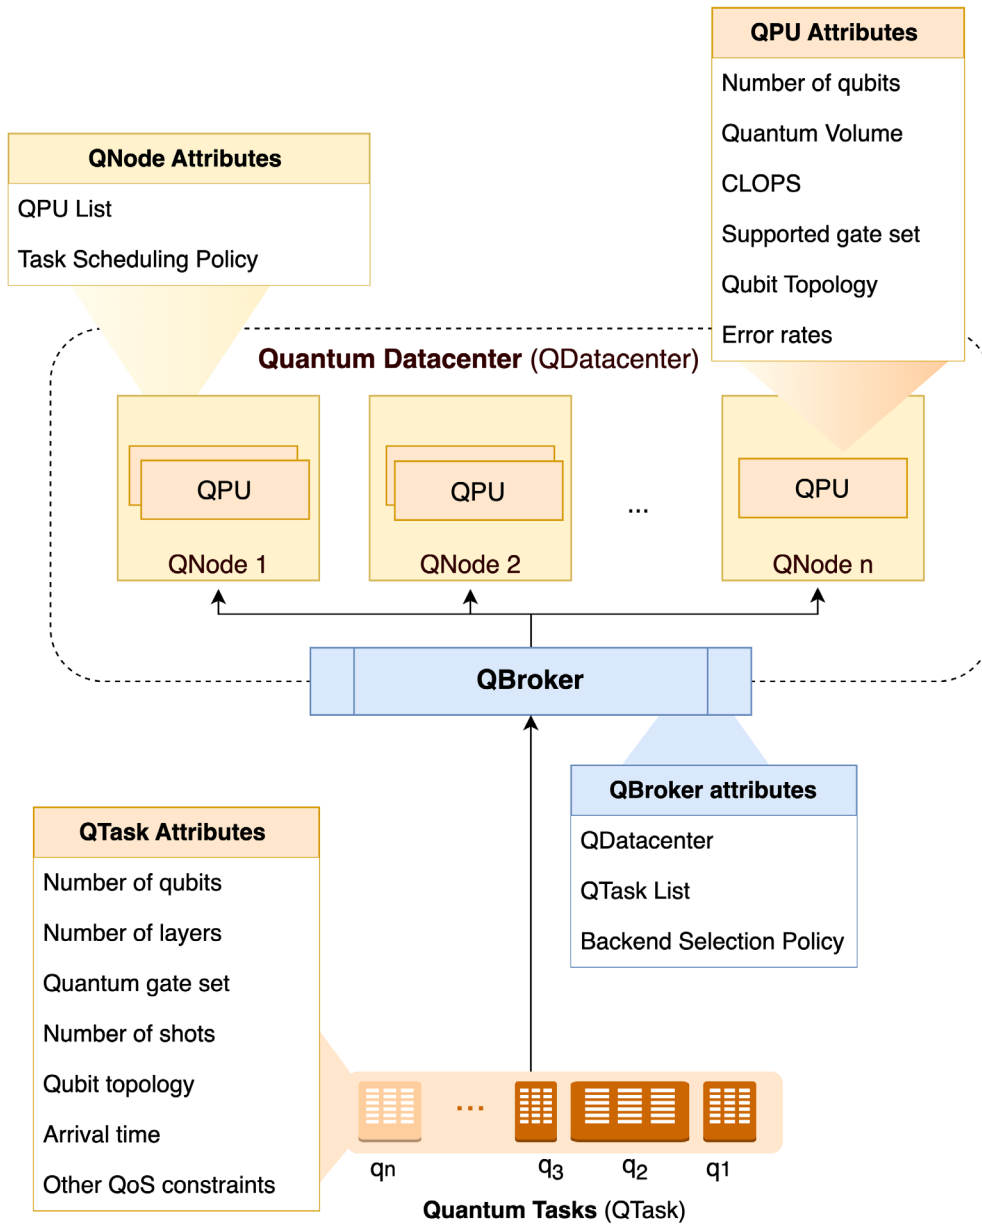 QPU Attributes
Number of qubits
Quantum Volume
CLOPS
Supported gate set
Qubit Topology
Error rates
QNode Attributes
QPU List
Task Scheduling Policy
Quantum Datacenter (QDatacenter)
QPU
QNode 1
QPU
QNode 2
...
QPU
QNode n
QBroker
QBroker attributes
QDatacenter
QTask List
Backend Selection Policy
QTask Attributes
Number of qubits
Number of layers
Quantum gate set
Number of shots
Qubit topology
Arrival time
Other QoS constraints
...
qn q3 q2 q1
Quantum Tasks (QTask)